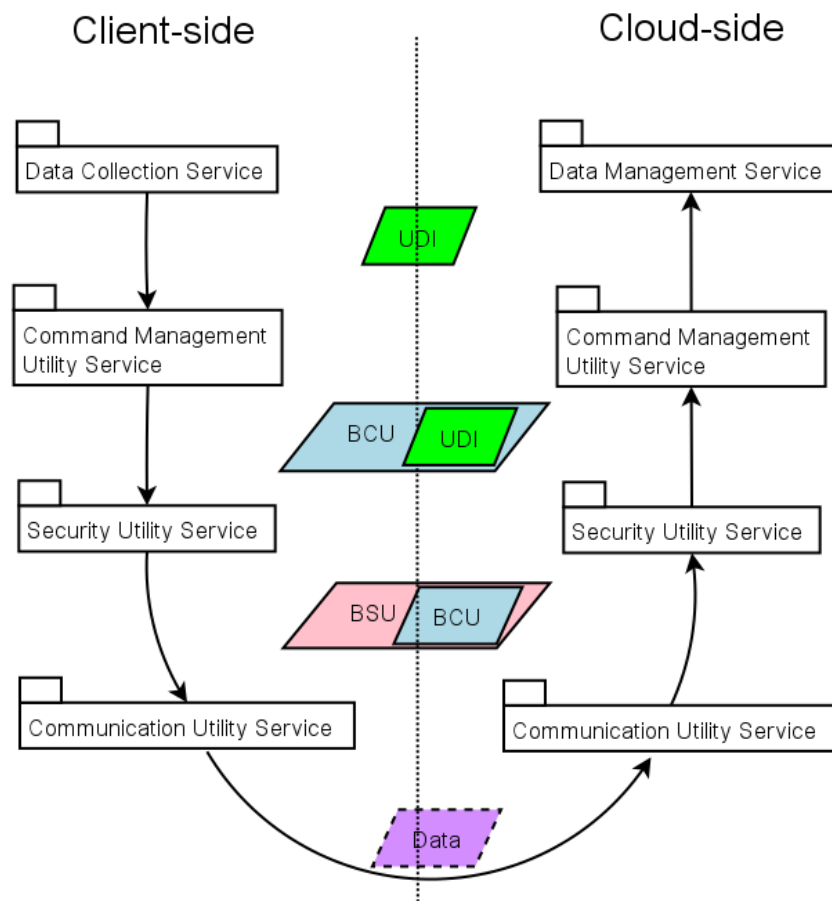 Client-side
Cloud-side
Data Collection Service
Data Management Service
UDI
Command Management
Utility Service
Command Management
Utility Service
BCU
UDI
Security Utility Service
Security Utility Service
BSU
BCU
Communication Utility Service
Communication Utility Service
Data